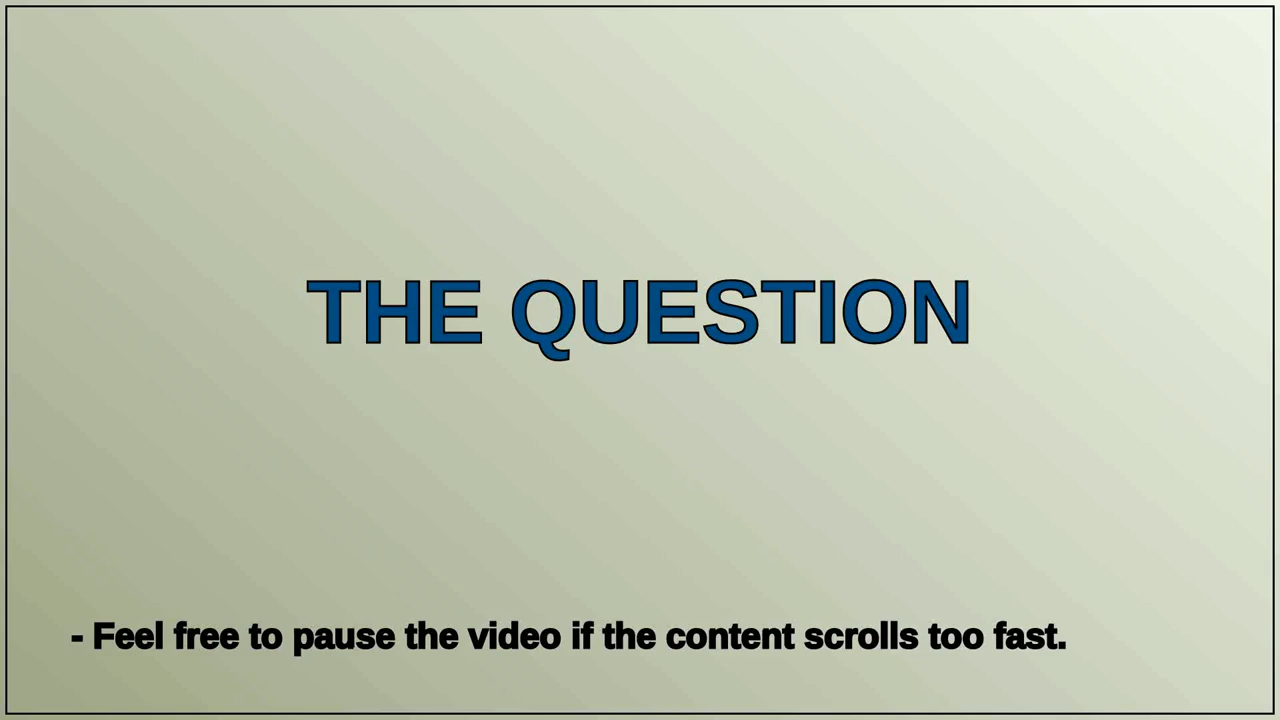 THE QUESTION
- Feel free to pause the video if the content scrolls too fast.